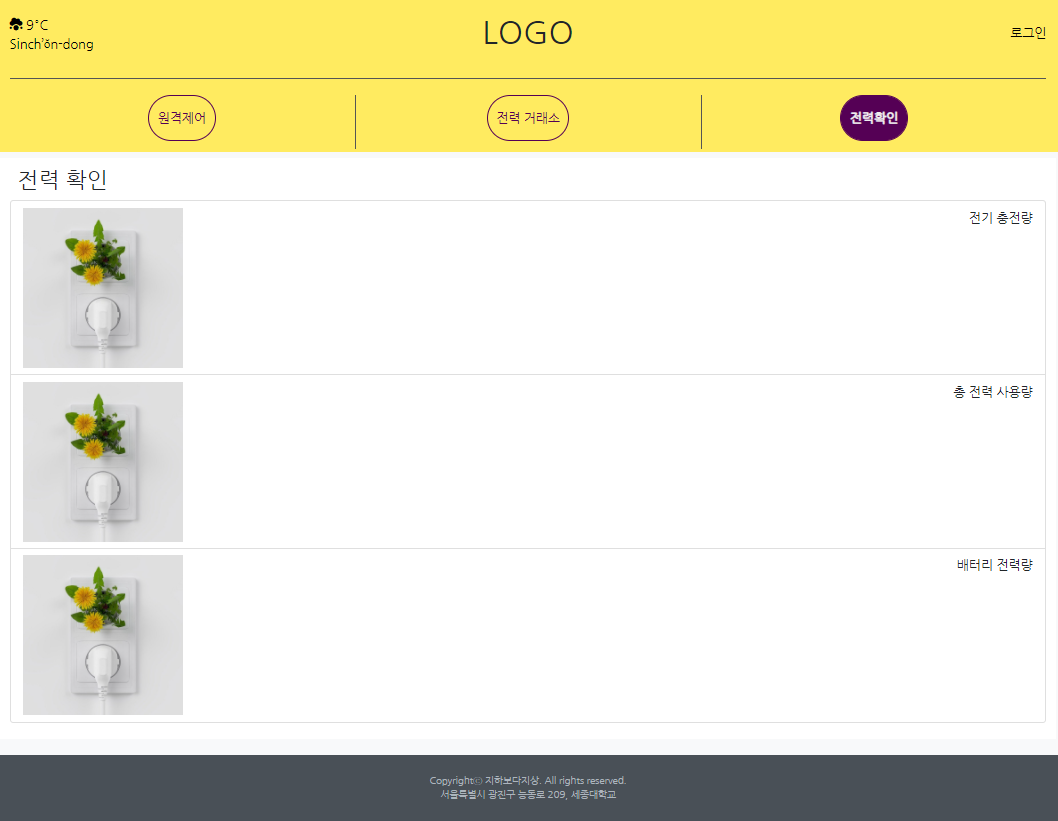 9°C
Sinch'ŏn-dong
LOGO
로그인
원격제어
전력 거래소
전력확인
전력 확인
전기 충전량
총 전력 사용량
배터리 전력량
Copyrightⓒ 지하보다지상. All rights reserved.
서울특별시 광진구 능동로 209, 세종대학교